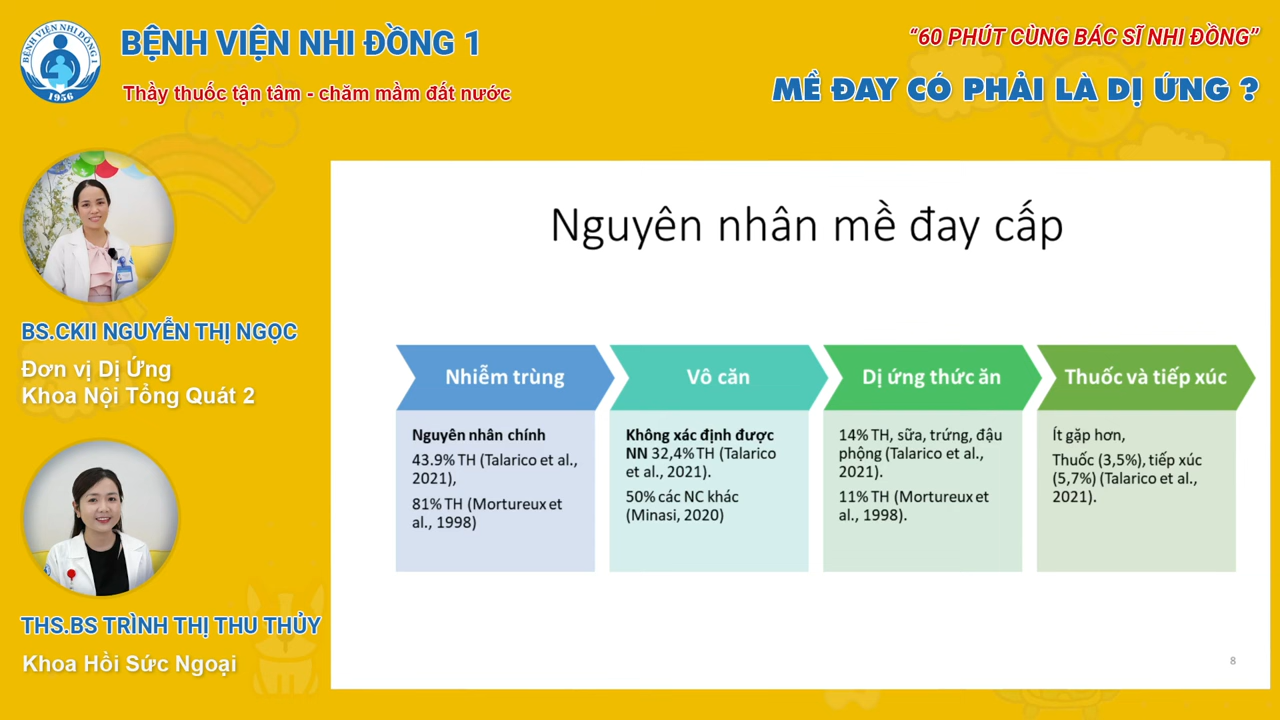 BỆNH VIỆN NHI ĐỒNG 1
1956
BỆNH VIỆN NHI ĐỒNG 1
Thầy thuốc tận tâm - chăm mầm đất nước
“60 PHÚT CÙNG BÁC SĨ NHI ĐỒNG”
MỀ ĐAY CÓ PHẢI LÀ DỊ ỨNG ?
BS.CKII NGUYỄN THỊ NGỌC
Đơn vị Dị Ứng
Khoa Nội Tổng Quát 2
THS.BS TRÌNH THỊ THU THỦY
Khoa Hồi Sức Ngoại
Nguyên nhân mề đay cấp
Nhiễm trùng
Nguyên nhân chính
43.9% TH (Talarico et al.,
2021),
81% TH (Mortureux et
al., 1998)
Vô căn
Không xác định được
NN 32,4% TH (Talarico
et al., 2021).
50% các NC khác
(Minasi, 2020)
Dị ứng thức ăn
14% TH, sữa, trứng, đậu
phộng (Talarico et al.,
2021).
11% TH (Mortureux et
al., 1998).
Thuốc và tiếp xúc
Ít gặp hơn,
Thuốc (3,5%), tiếp xúc
(5,7%) (Talarico et al.,
2021).
8